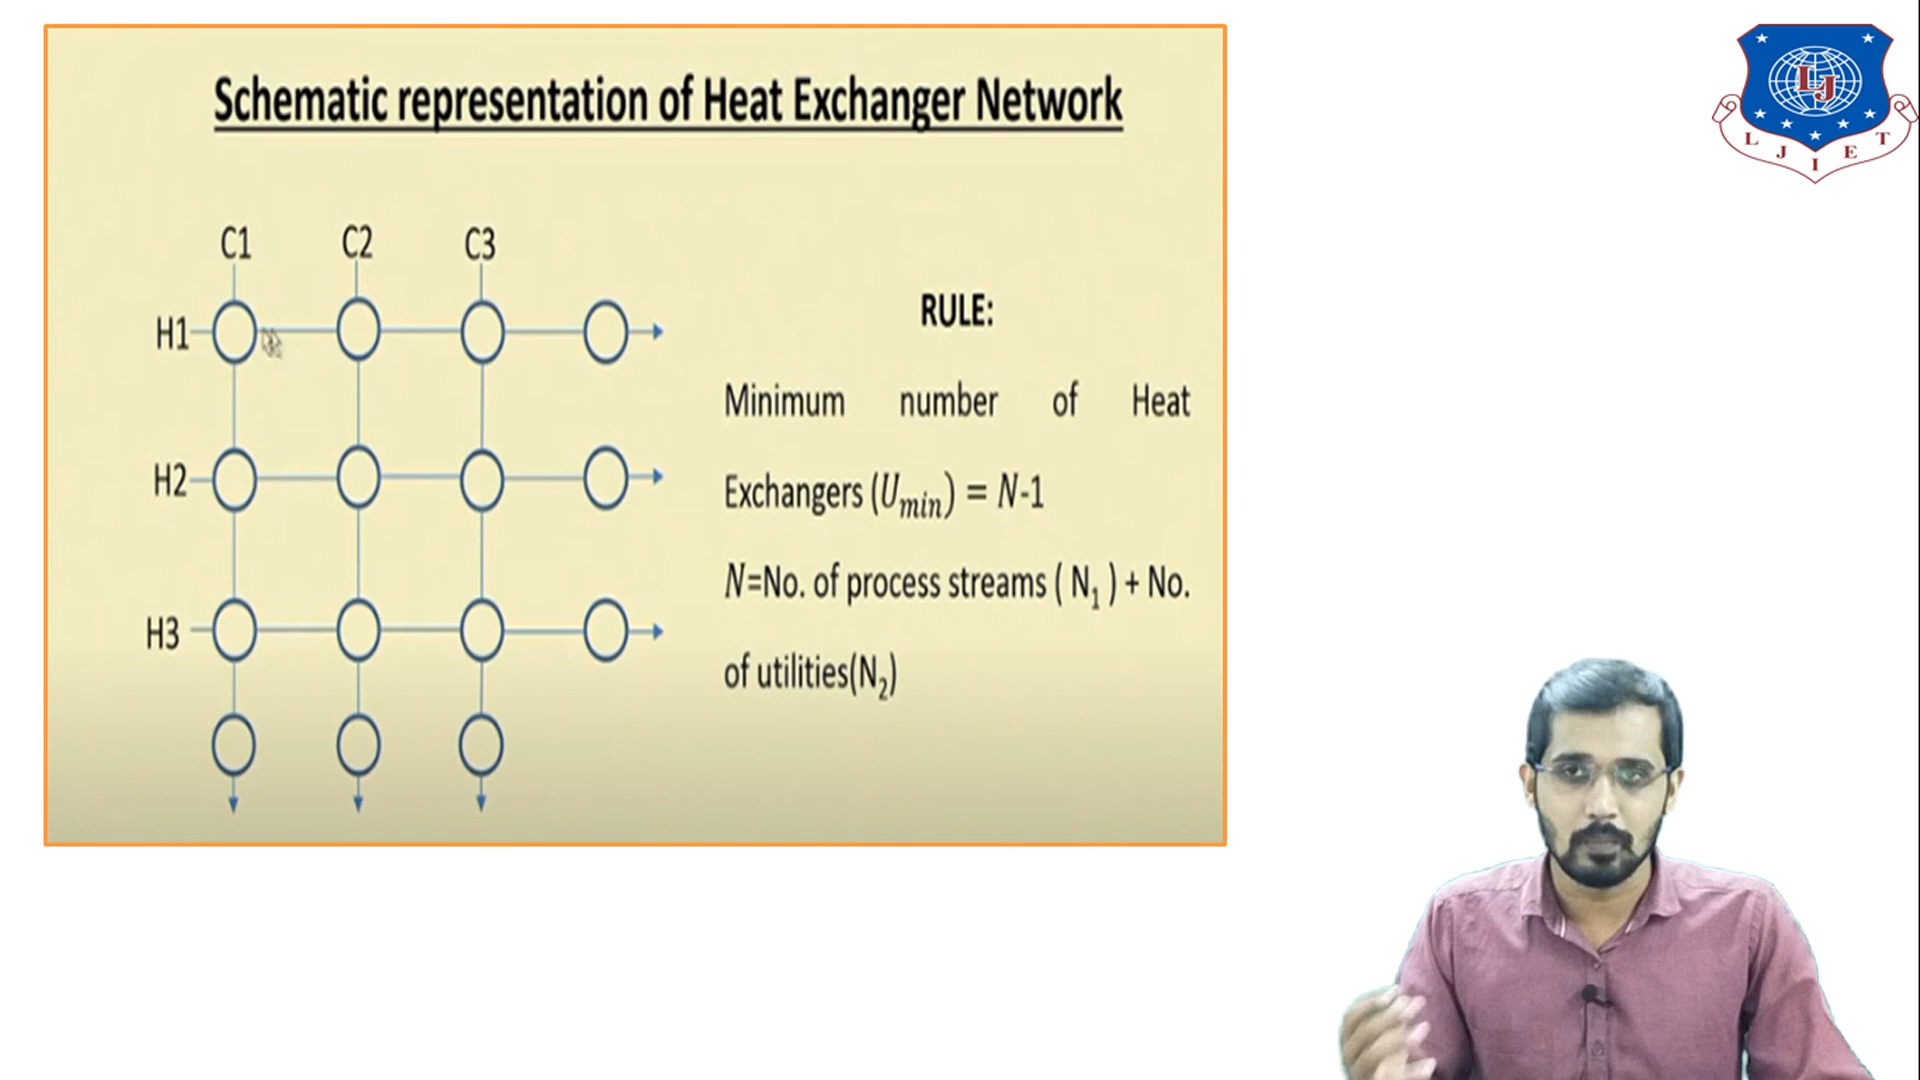 Schematic representation of Heat Exchanger Network
C1 C2 C3
H1
H2
H3
RULE:
Minimum number of Heat
Exchangers (Uₘᵢₙ) = N-1
N=No. of process streams ( N₁ ) + No.
of utilities(N₂)
LJ
L J I E T